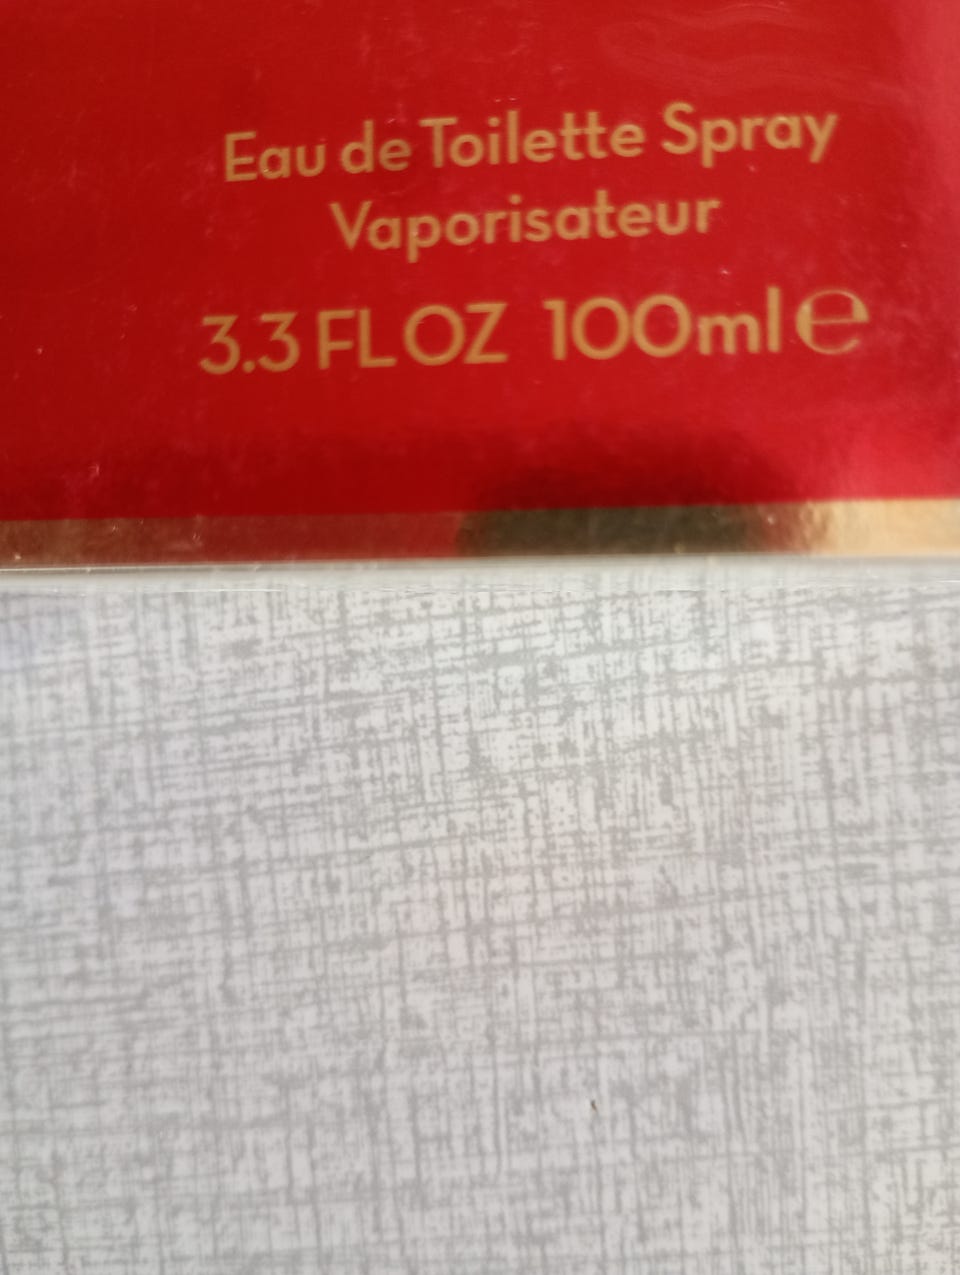 Eau de Toilette Spray
Vaporisateur
3.3 FL OZ 100ml ℮